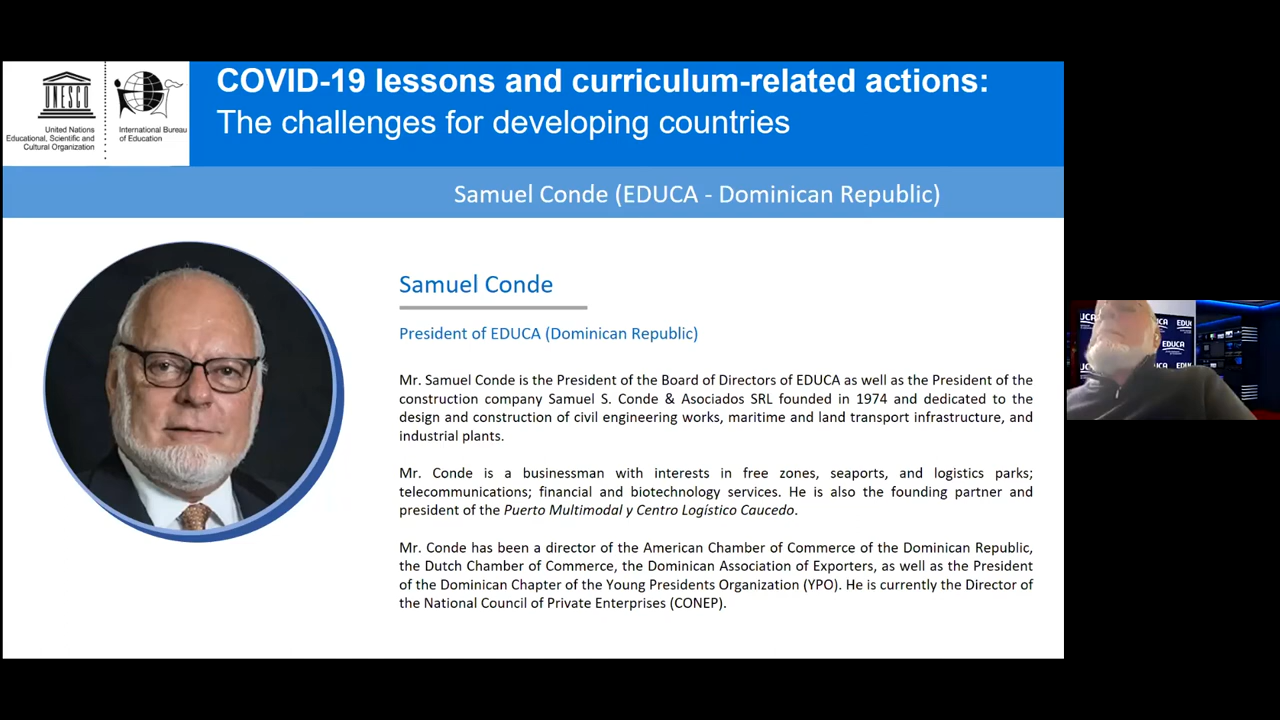 COVID-19 lessons and curriculum-related actions:
The challenges for developing countries
UNESCO
United Nations
Educational, Scientific and
Cultural Organization
International Bureau
of Education
Samuel Conde (EDUCA - Dominican Republic)
Samuel Conde
President of EDUCA (Dominican Republic)
Mr. Samuel Conde is the President of the Board of Directors of EDUCA as well as the President of the
construction company Samuel S. Conde & Asociados SRL founded in 1974 and dedicated to the
design and construction of civil engineering works, maritime and land transport infrastructure, and
industrial plants.
Mr. Conde is a businessman with interests in free zones, seaports, and logistics parks;
telecommunications; financial and biotechnology services. He is also the founding partner and
president of the Puerto Multimodal y Centro Logístico Caucedo.
Mr. Conde has been a director of the American Chamber of Commerce of the Dominican Republic,
the Dutch Chamber of Commerce, the Dominican Association of Exporters, as well as the President
of the Dominican Chapter of the Young Presidents Organization (YPO). He is currently the Director of
the National Council of Private Enterprises (CONEP).
EDUCA